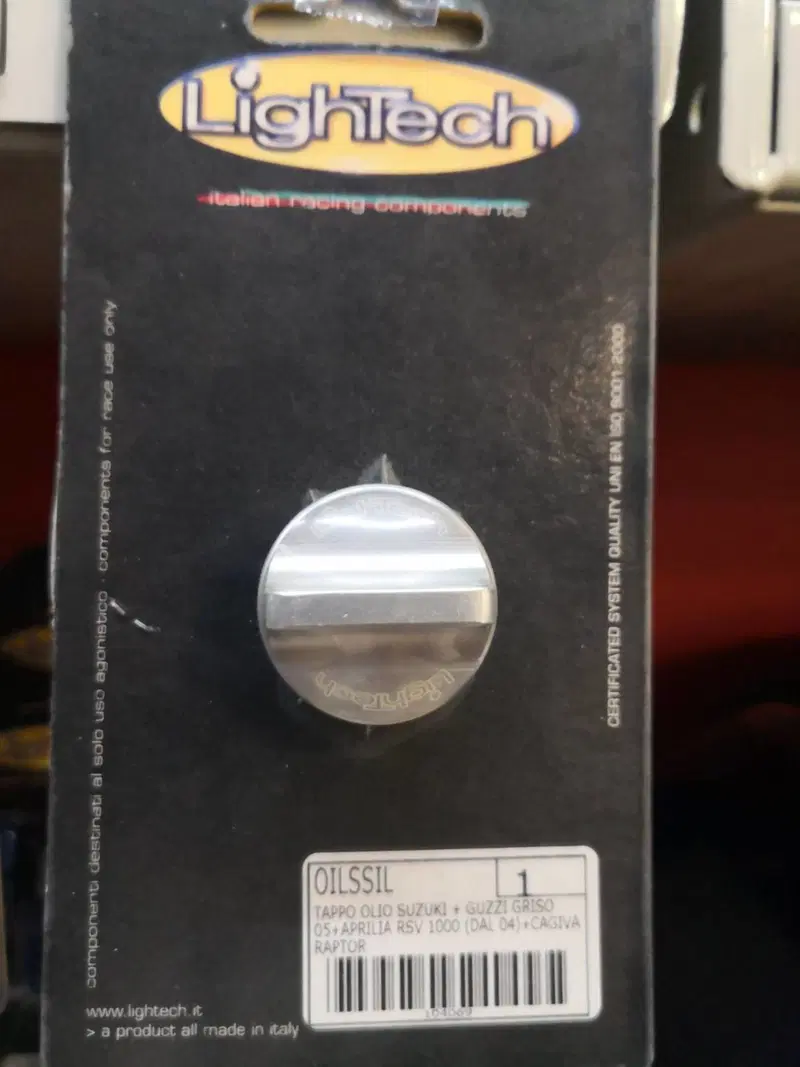 LighTech
italian racing components
componenti destinati al solo uso agonistico · components for race use only
CERTIFICATED SYSTEM QUALITY UNI EN ISO 9001:2000
LighTech
OILSSIL
1
TAPPO OLIO SUZUKI + GUZZI GRISO
05+APRILIA RSV 1000 (DAL 04)+CAGIVA
RAPTOR
www.lightech.it
> a product all made in italy